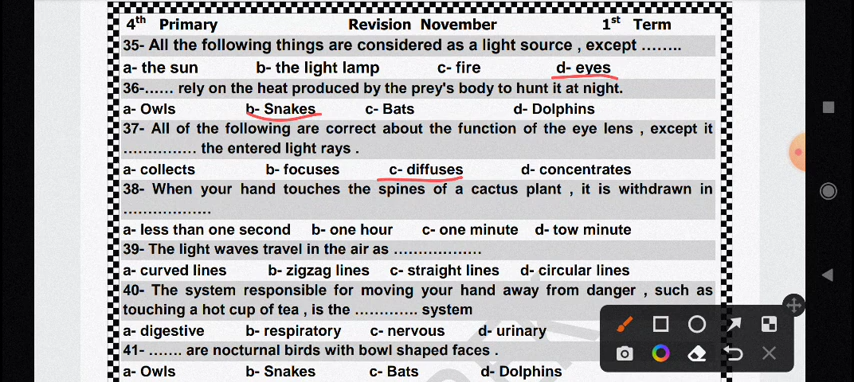 4th Primary Revision November 1st Term
35- All the following things are considered as a light source , except ........
a- the sun b- the light lamp c- fire d- eyes
36-...... rely on the heat produced by the prey's body to hunt it at night.
a- Owls b- Snakes c- Bats d- Dolphins
37- All of the following are correct about the function of the eye lens , except it
............... the entered light rays .
a- collects b- focuses c- diffuses d- concentrates
38- When your hand touches the spines of a cactus plant , it is withdrawn in
..................
a- less than one second b- one hour c- one minute d- tow minute
39- The light waves travel in the air as ..................
a- curved lines b- zigzag lines c- straight lines d- circular lines
40- The system responsible for moving your hand away from danger , such as
touching a hot cup of tea , is the ............. system
a- digestive b- respiratory c- nervous d- urinary
41- ....... are nocturnal birds with bowl shaped faces .
a- Owls b- Snakes c- Bats d- Dolphins